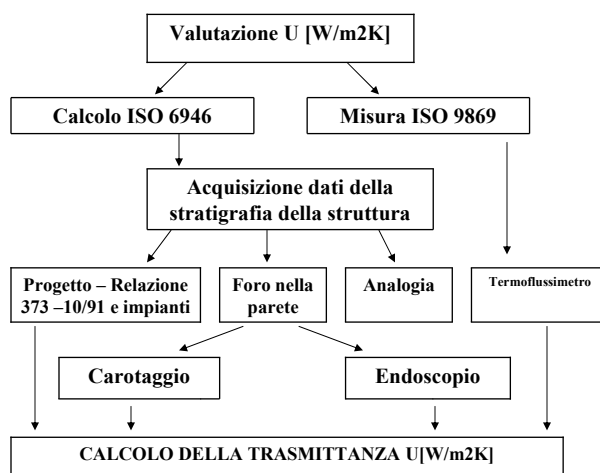 Valutazione U [W/m2K]
Calcolo ISO 6946
Misura ISO 9869
Acquisizione dati della
stratigrafia della struttura
Progetto – Relazione
373 –10/91 e impianti
Foro nella
parete
Analogia
Termoflussimetro
Carotaggio
Endoscopio
CALCOLO DELLA TRASMITTANZA U[W/m2K]